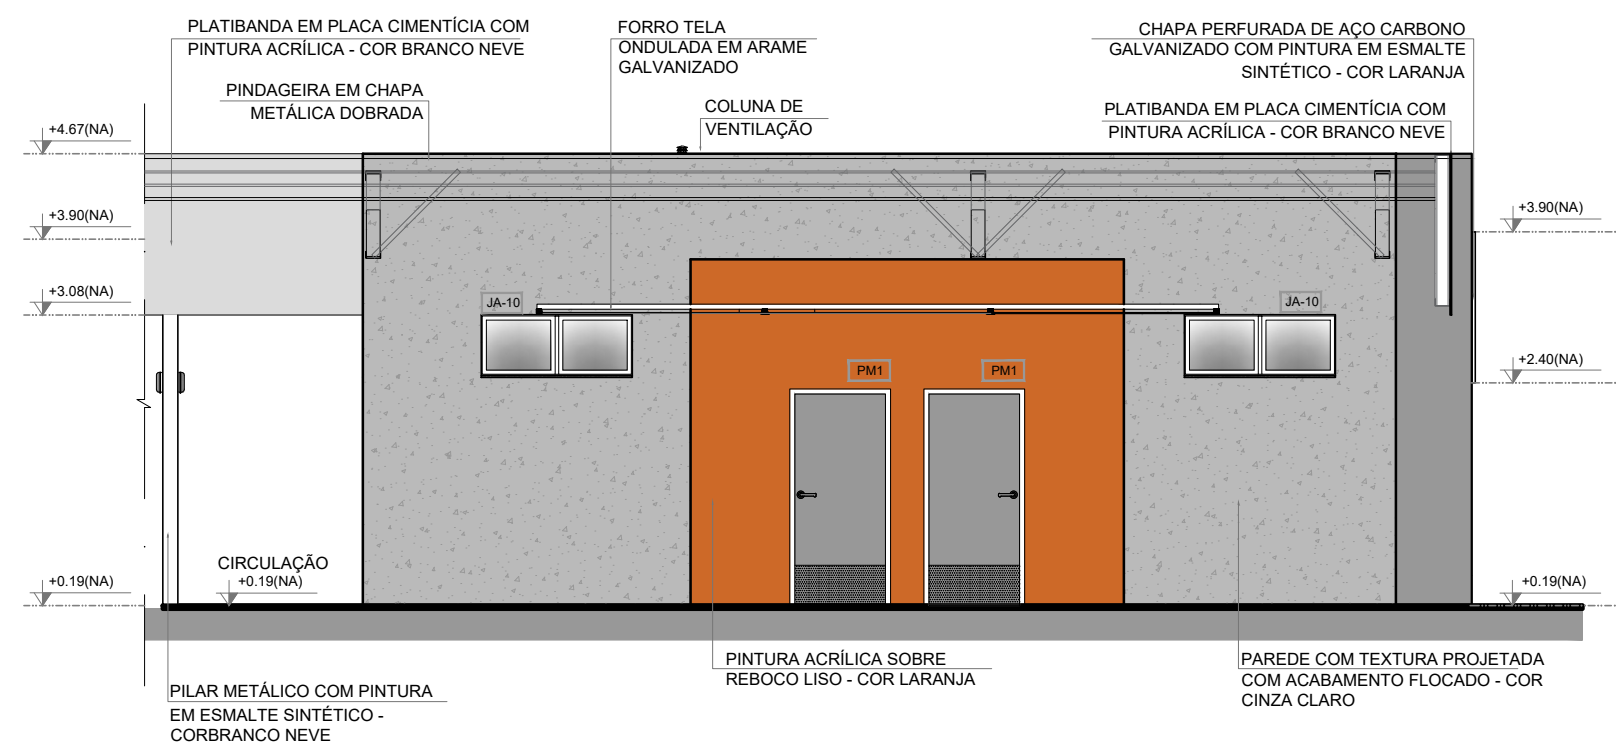 PLATIBANDA EM PLACA CIMENTÍCIA COM
PINTURA ACRÍLICA - COR BRANCO NEVE
FORRO TELA
ONDULADA EM ARAME
GALVANIZADO
CHAPA PERFURADA DE AÇO CARBONO
GALVANIZADO COM PINTURA EM ESMALTE
SINTÉTICO - COR LARANJA
PINDAGEIRA EM CHAPA
METÁLICA DOBRADA
COLUNA DE
VENTILAÇÃO
PLATIBANDA EM PLACA CIMENTÍCIA COM
PINTURA ACRÍLICA - COR BRANCO NEVE
+4.67(NA)
+3.90(NA)
+3.90(NA)
+3.08(NA)
JA-10
JA-10
+2.40(NA)
PM1
PM1
CIRCULAÇÃO
+0.19(NA)
+0.19(NA)
+0.19(NA)
PINTURA ACRÍLICA SOBRE
REBOCO LISO - COR LARANJA
PAREDE COM TEXTURA PROJETADA
COM ACABAMENTO FLOCADO - COR
CINZA CLARO
PILAR METÁLICO COM PINTURA
EM ESMALTE SINTÉTICO -
CORBRANCO NEVE